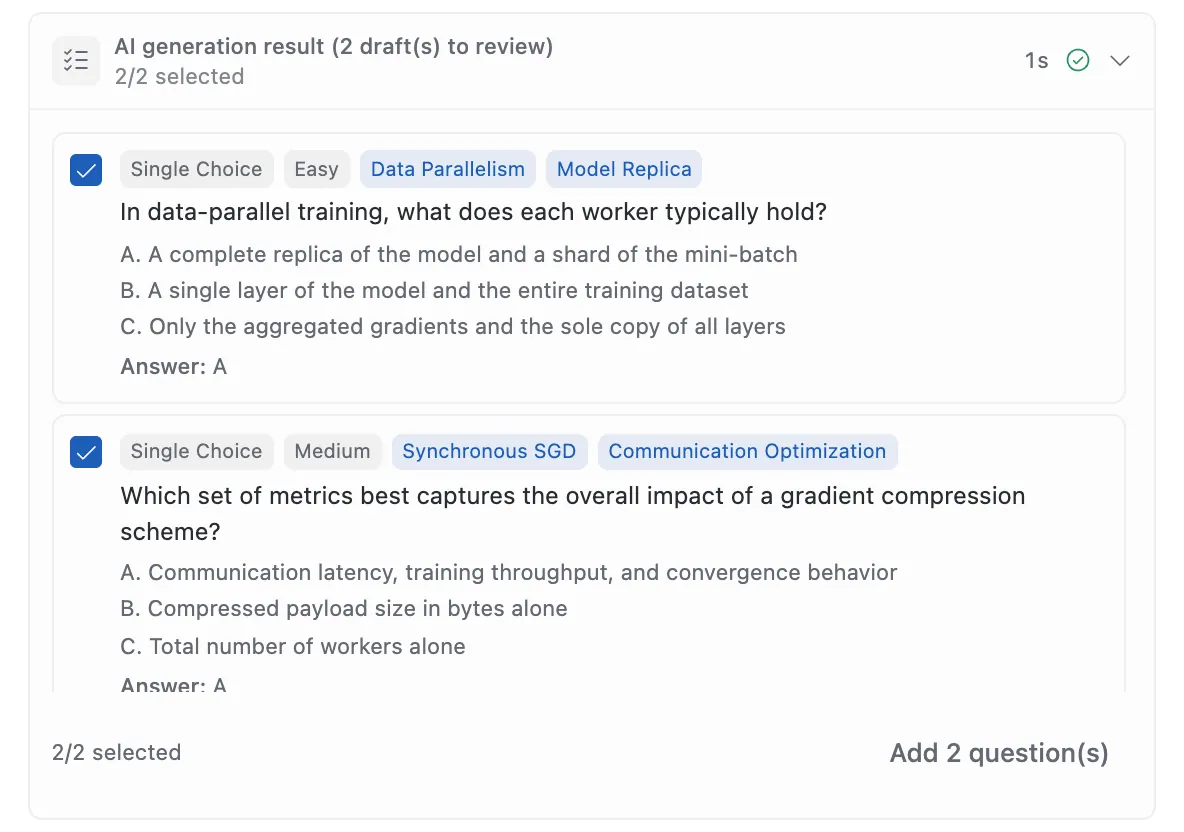 AI generation result (2 draft(s) to review)
2/2 selected
1s
Single Choice Easy Data Parallelism Model Replica
In data-parallel training, what does each worker typically hold?
A. A complete replica of the model and a shard of the mini-batch
B. A single layer of the model and the entire training dataset
C. Only the aggregated gradients and the sole copy of all layers
Answer: A
Single Choice Medium Synchronous SGD Communication Optimization
Which set of metrics best captures the overall impact of a gradient compression
scheme?
A. Communication latency, training throughput, and convergence behavior
B. Compressed payload size in bytes alone
C. Total number of workers alone
Answer: A
2/2 selected
Add 2 question(s)